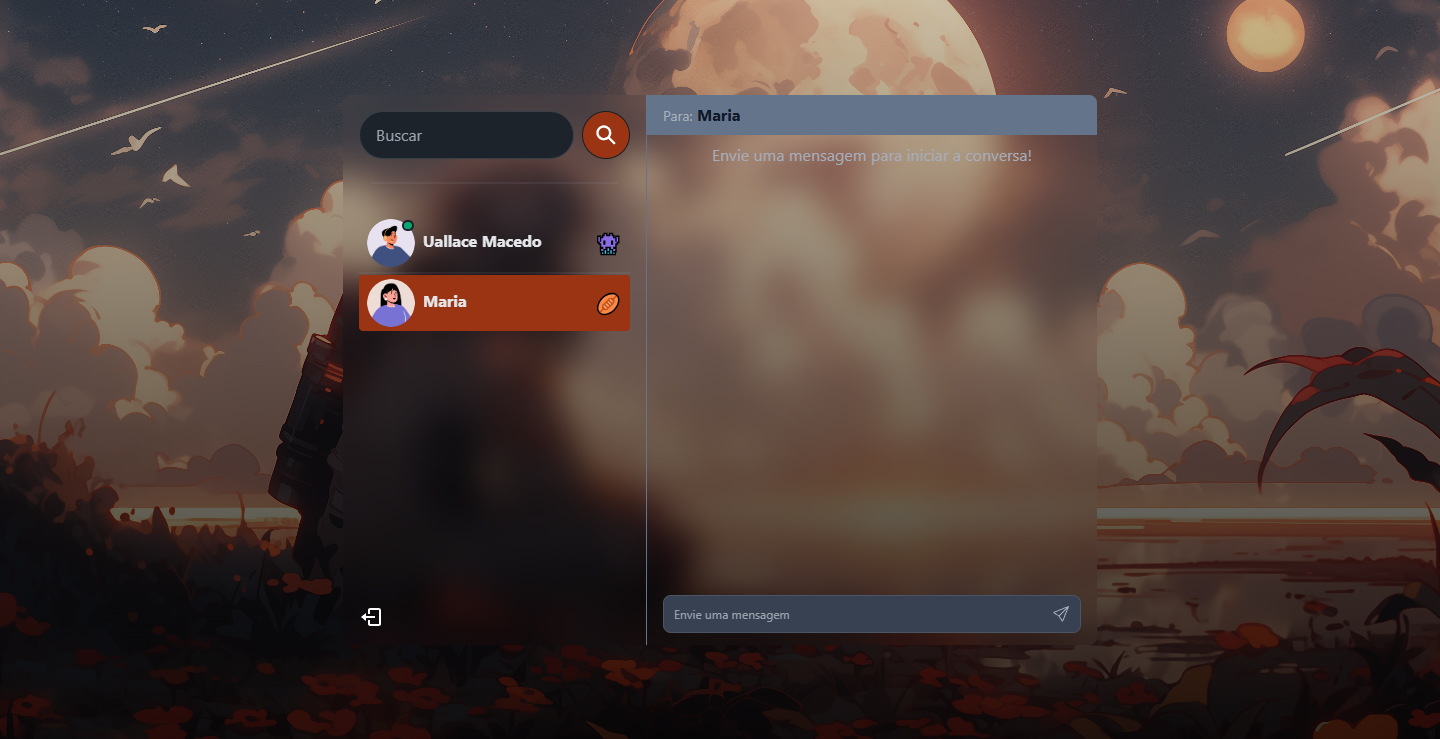 Buscar
Uallace Macedo
Maria
Para: Maria
Envie uma mensagem para iniciar a conversa!
Envie uma mensagem